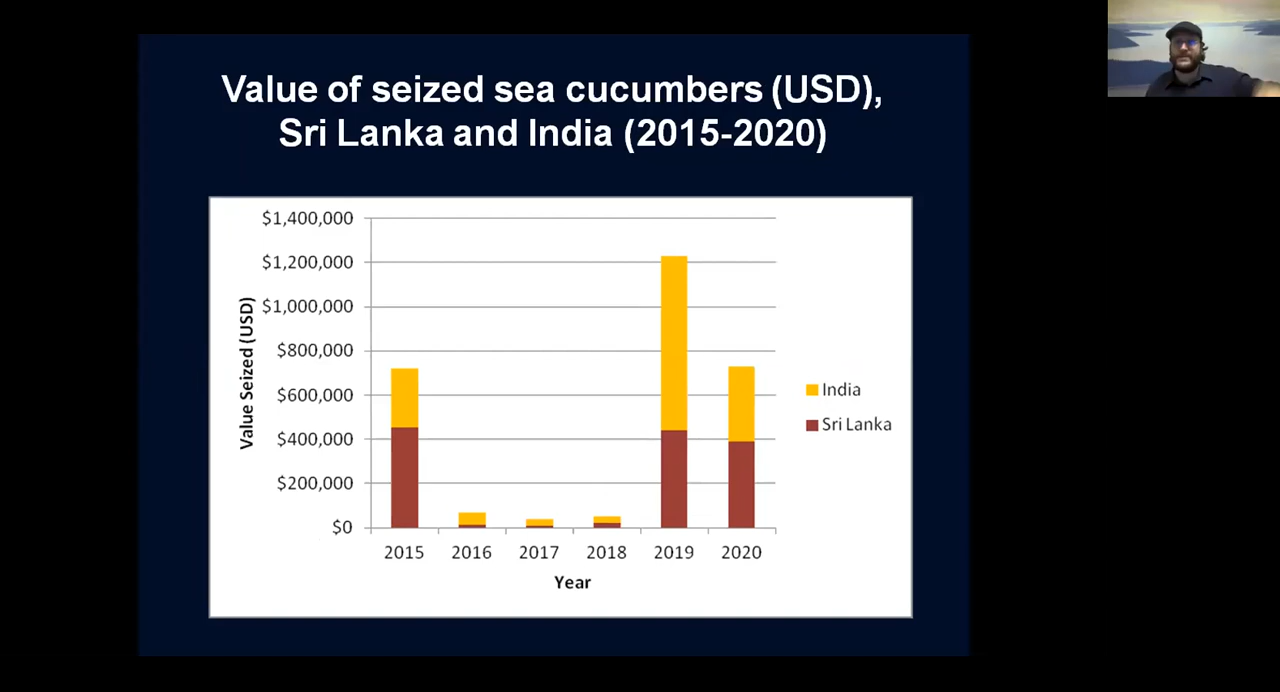 Value of seized sea cucumbers (USD),
Sri Lanka and India (2015-2020)
$1,400,000
$1,200,000
$1,000,000
$800,000
$600,000
$400,000
$200,000
$0
Value Seized (USD)
2015 2016 2017 2018 2019 2020
Year
India
Sri Lanka